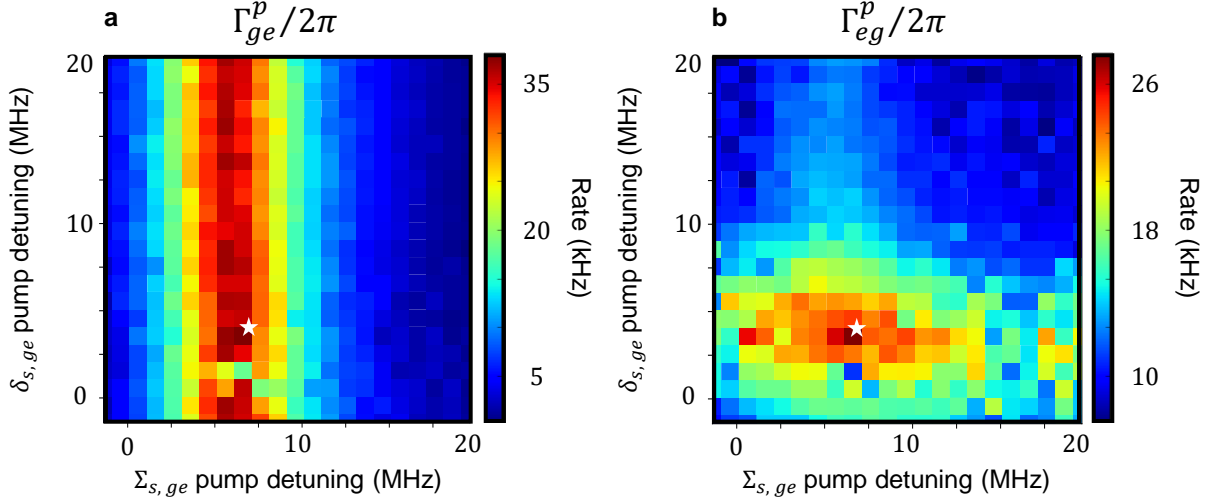 a
Γ^p_ge/2π
20
10
0
0
10
20
δ_s,ge pump detuning (MHz)
Σ_s,ge pump detuning (MHz)
35
20
5
Rate (kHz)
b
Γ^p_eg/2π
20
10
0
0
10
20
δ_s,ge pump detuning (MHz)
Σ_s,ge pump detuning (MHz)
26
18
10
Rate (kHz)